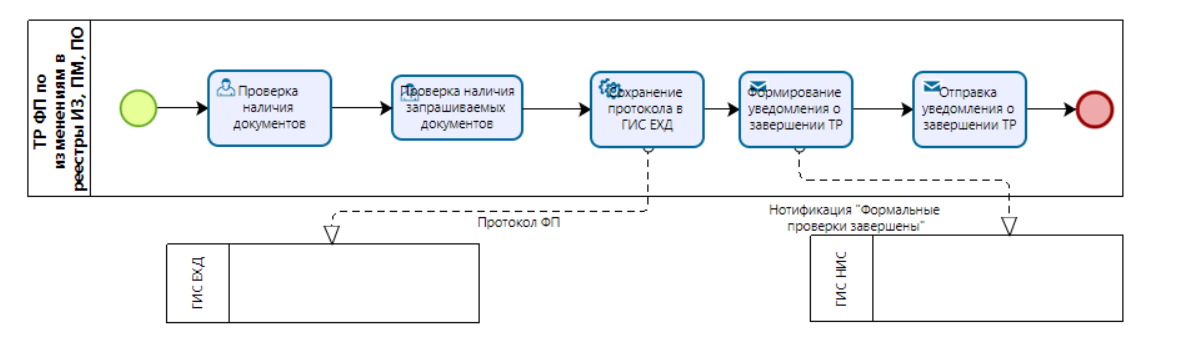 ТР ФП по
изменениям в
реестры ИЗ, ПМ, ПО
Проверка
наличия
документов
Проверка наличия
запрашиваемых
документов
Сохранение
протокола в
ГИС ЕХД
Формирование
уведомления о
завершении ТР
Отправка
уведомления о
завершении ТР
Протокол ФП
Нотификация "Формальные
проверки завершены"
ГИС ЕХД
ГИС НИС